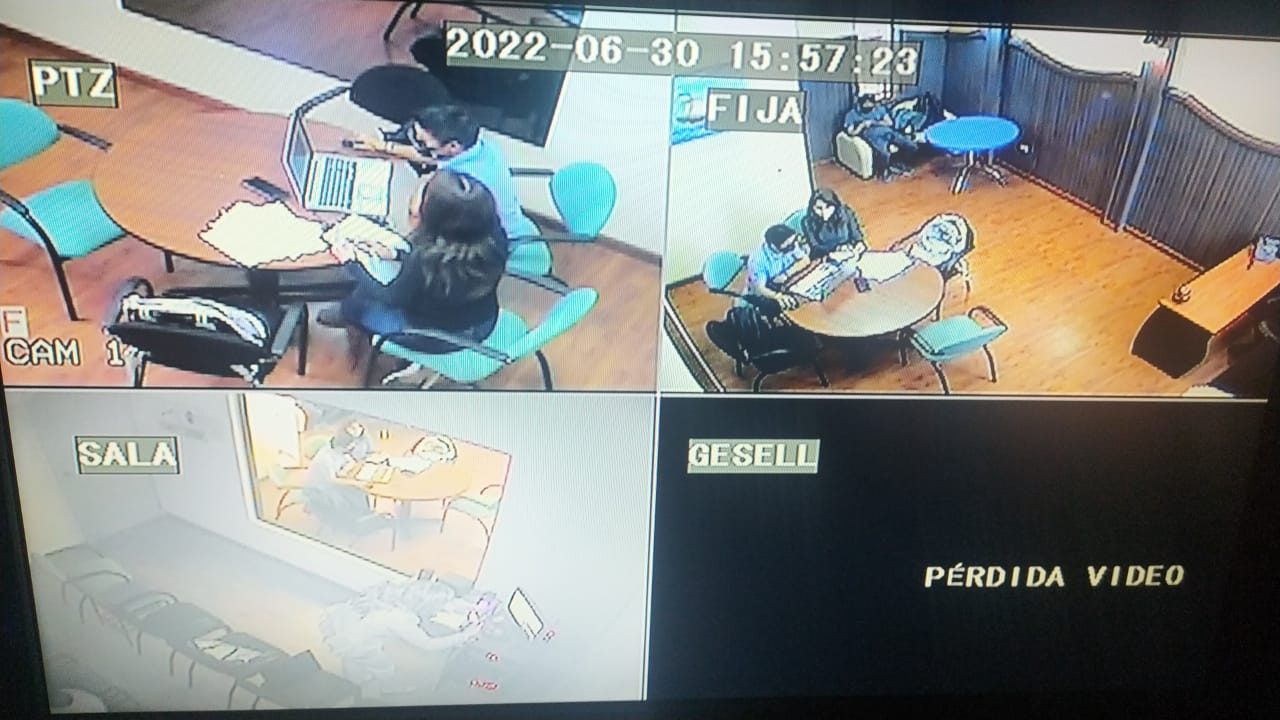 2022-06-30 15:57:23
PTZ
FIJA
F
CAM 1
SALA
GESELL
PÉRDIDA VIDEO